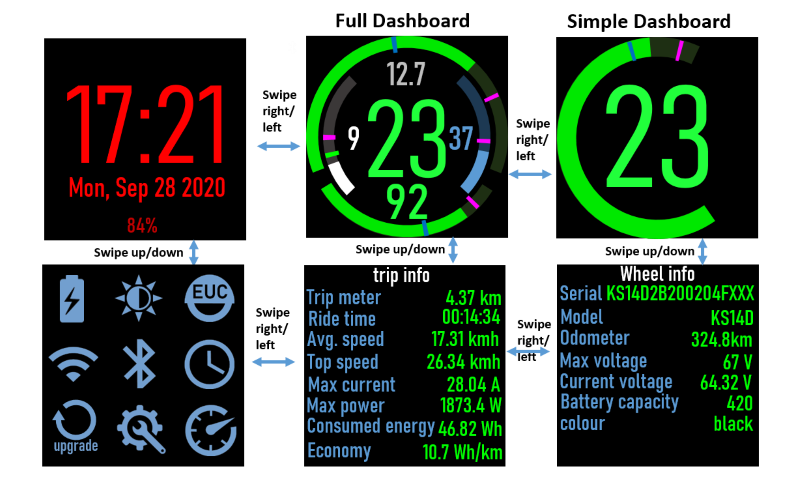 Full Dashboard
Simple Dashboard
17:21
Mon, Sep 28 2020
84%
Swipe
right/
left
12.7
9
23
37
92
Swipe
right/
left
23
Swipe up/down
Swipe up/down
Swipe up/down
EUC
upgrade
Swipe
right/
left
trip info
Trip meter 4.37 km
Ride time 00:14:34
Avg. speed 17.31 kmh
Top speed 26.34 kmh
Max current 28.04 A
Max power 1873.4 W
Consumed energy 46.82 Wh
Economy 10.7 Wh/km
Swipe
right/
left
Wheel info
Serial KS14D2B200204FXXX
Model KS14D
Odometer 324.8km
Max voltage 67 V
Current voltage 64.32 V
Battery capacity 420
colour black